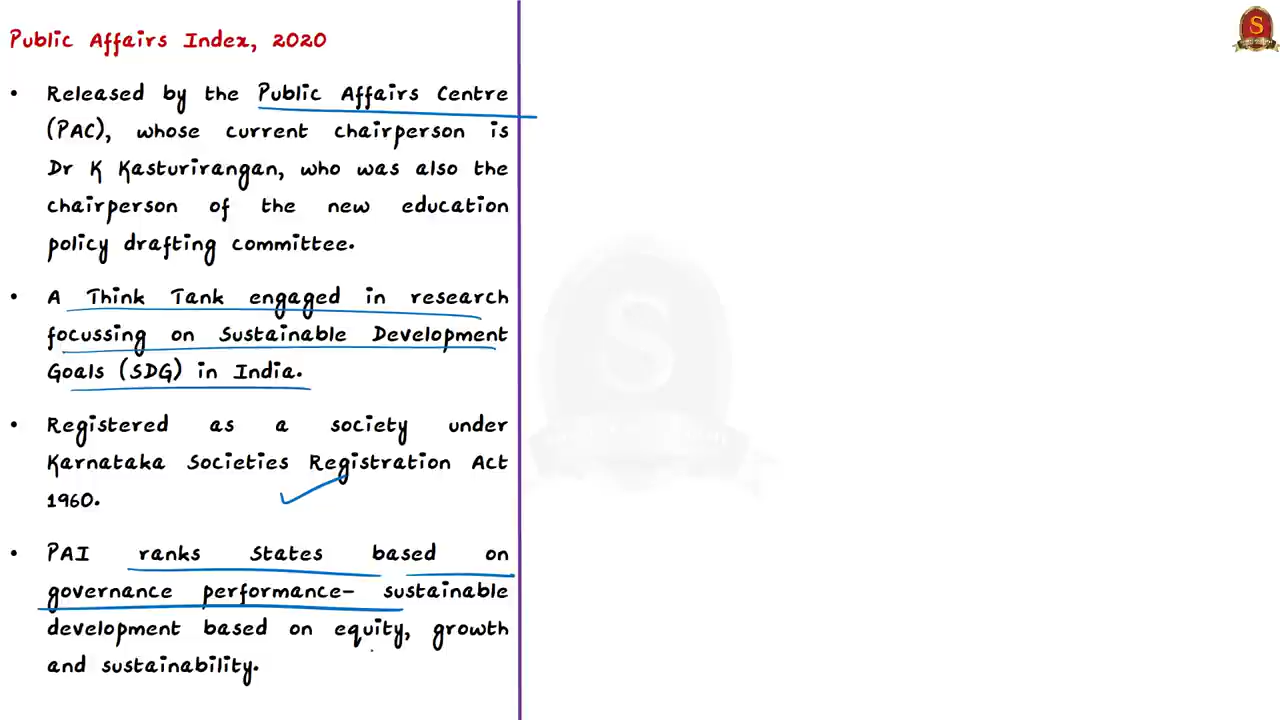 Public Affairs Index, 2020
• Released by the Public Affairs Centre
(PAC), whose current chairperson is
Dr K Kasturirangan, who was also the
chairperson of the new education
policy drafting committee.
• A Think Tank engaged in research
focussing on Sustainable Development
Goals (SDG) in India.
• Registered as a society under
Karnataka Societies Registration Act
1960.
• PAI ranks States based on
governance performance- sustainable
development based on equity, growth
and sustainability.
S
S